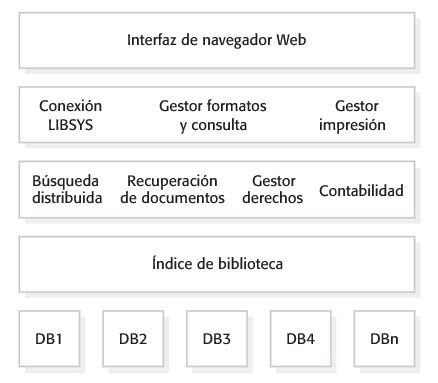 Interfaz de navegador Web
Conexión
LIBSYS
Gestor formatos
y consulta
Gestor
impresión
Búsqueda
distribuida
Recuperación
de documentos
Gestor
derechos
Contabilidad
Índice de biblioteca
DB1
DB2
DB3
DB4
DBn